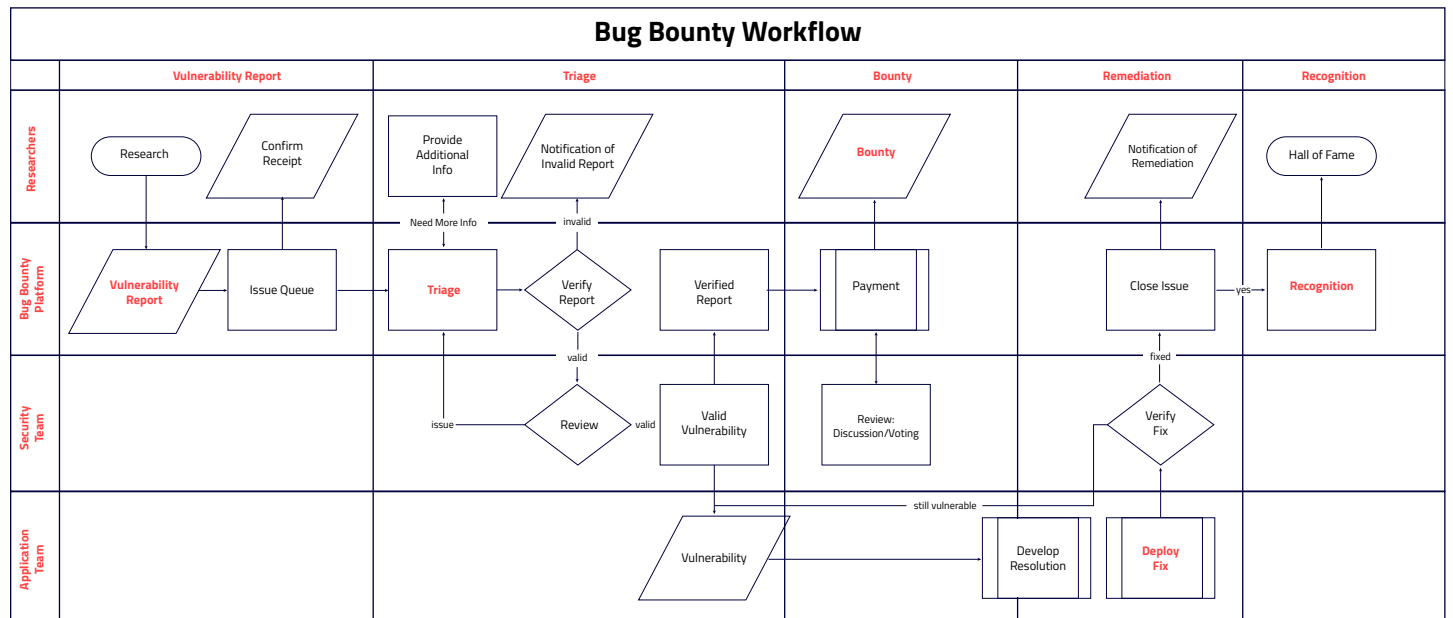 Bug Bounty Workflow
Vulnerability Report
Triage
Bounty
Remediation
Recognition
Researchers
Research
Confirm
Receipt
Provide
Additional
Info
Notification of
Invalid Report
Bounty
Notification of
Remediation
Hall of Fame
Need More Info
invalid
Bug Bounty
Platform
Vulnerability
Report
Issue Queue
Triage
Verify
Report
Verified
Report
Payment
Close Issue
yes
Recognition
valid
fixed
Security
Team
issue
Review
valid
Valid
Vulnerability
Review:
Discussion/Voting
Verify
Fix
still vulnerable
Application
Team
Vulnerability
Develop
Resolution
Deploy
Fix